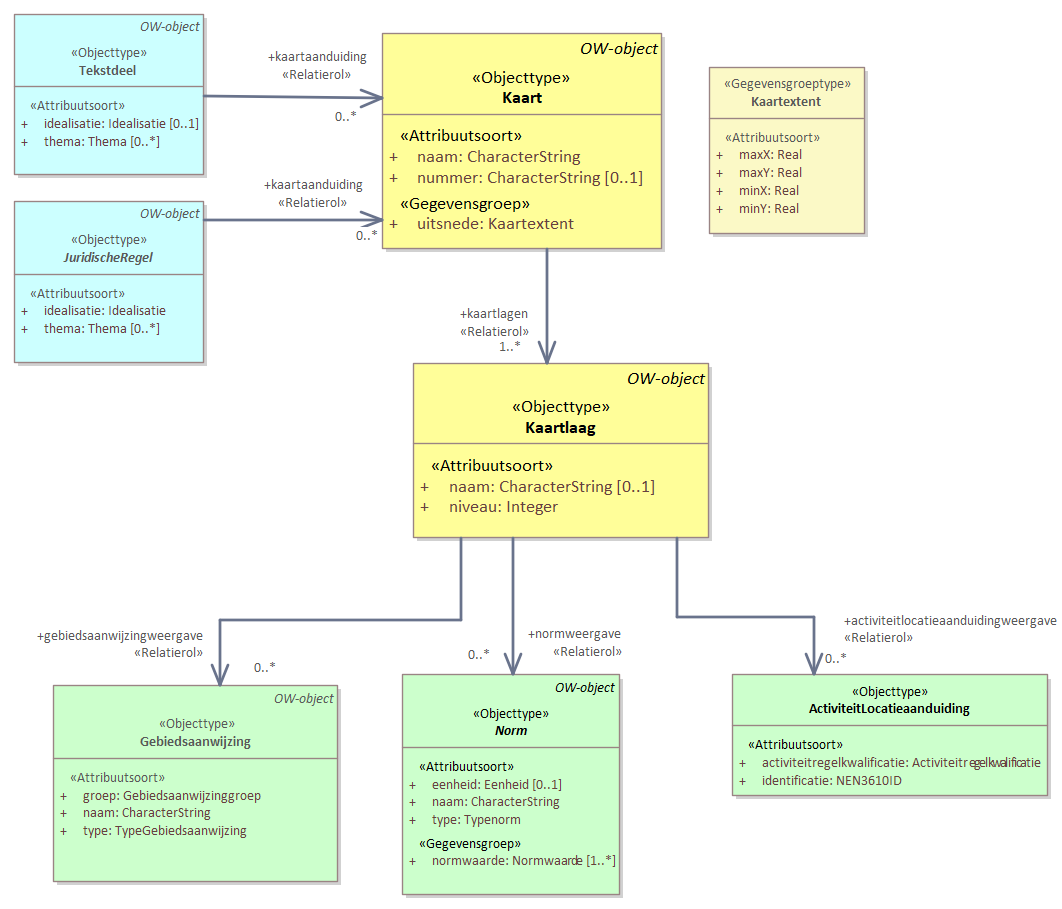 OW-object
«Objecttype»
Tekstdeel
«Attribuutsoort»
+ idealisatie: Idealisatie [0..1]
+ thema: Thema [0..*]
+kaartaanduiding
«Relatierol»
0..*
OW-object
«Objecttype»
Kaart
«Attribuutsoort»
+ naam: CharacterString
+ nummer: CharacterString [0..1]
«Gegevensgroep»
+ uitsnede: Kaartextent
«Gegevensgroeptype»
Kaartextent
«Attribuutsoort»
+ maxX: Real
+ maxY: Real
+ minX: Real
+ minY: Real
+kaartaanduiding
«Relatierol»
0..*
OW-object
«Objecttype»
JuridischeRegel
«Attribuutsoort»
+ idealisatie: Idealisatie
+ thema: Thema [0..*]
+kaartlagen
«Relatierol»
1..*
OW-object
«Objecttype»
Kaartlaag
«Attribuutsoort»
+ naam: CharacterString [0..1]
+ niveau: Integer
+gebiedsaanwijzingweergave
«Relatierol»
0..*
+normweergave
«Relatierol»
0..*
+activiteitlocatieaanduidingweergave
«Relatierol»
0..*
OW-object
«Objecttype»
Gebiedsaanwijzing
«Attribuutsoort»
+ groep: Gebiedsaanwijzinggroep
+ naam: CharacterString
+ type: TypeGebiedsaanwijzing
OW-object
«Objecttype»
Norm
«Attribuutsoort»
+ eenheid: Eenheid [0..1]
+ naam: CharacterString
+ type: Typenorm
«Gegevensgroep»
+ normwaarde: Normwaarde [1..*]
«Objecttype»
ActiviteitLocatieaanduiding
«Attribuutsoort»
+ activiteitregelkwalificatie: Activiteitregelkwalificatie
+ identificatie: NEN3610ID